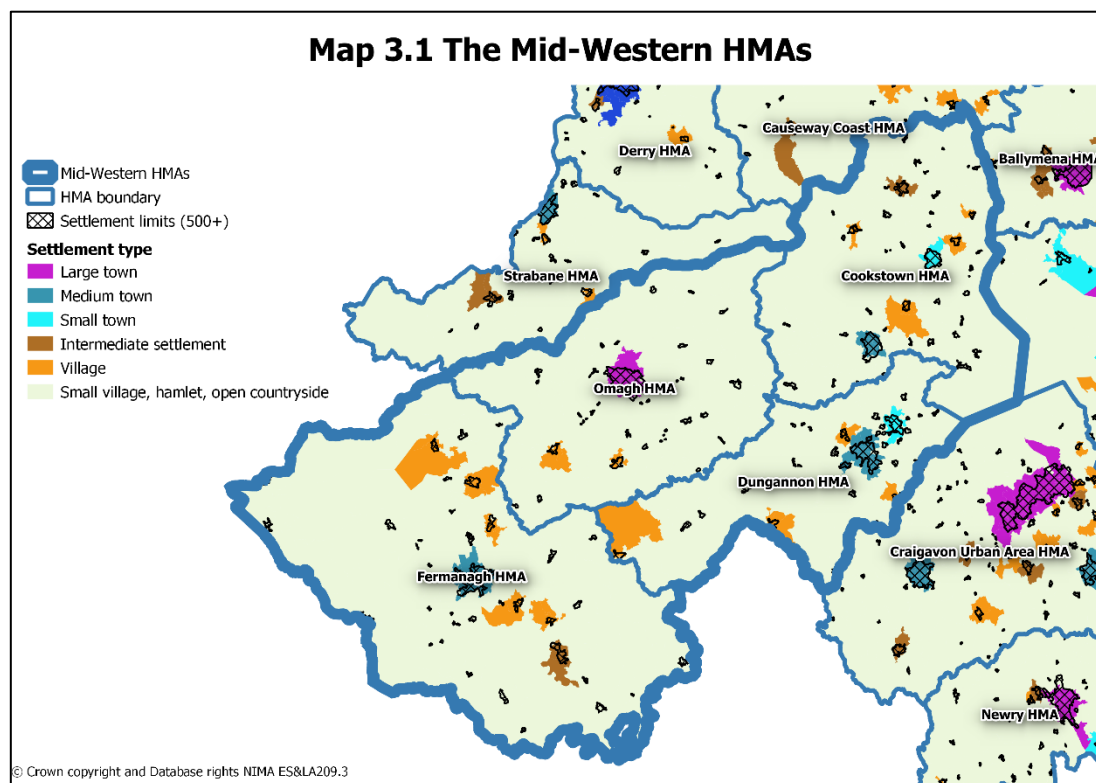 Map 3.1 The Mid-Western HMAs
Mid-Western HMAs
HMA boundary
Settlement limits (500+)
Settlement type
Large town
Medium town
Small town
Intermediate settlement
Village
Small village, hamlet, open countryside
Causeway Coast HMA
Derry HMA
Ballymena HMA
Strabane HMA
Cookstown HMA
Omagh HMA
Dungannon HMA
Craigavon Urban Area HMA
Fermanagh HMA
Newry HMA
© Crown copyright and Database rights NIMA ES&LA209.3